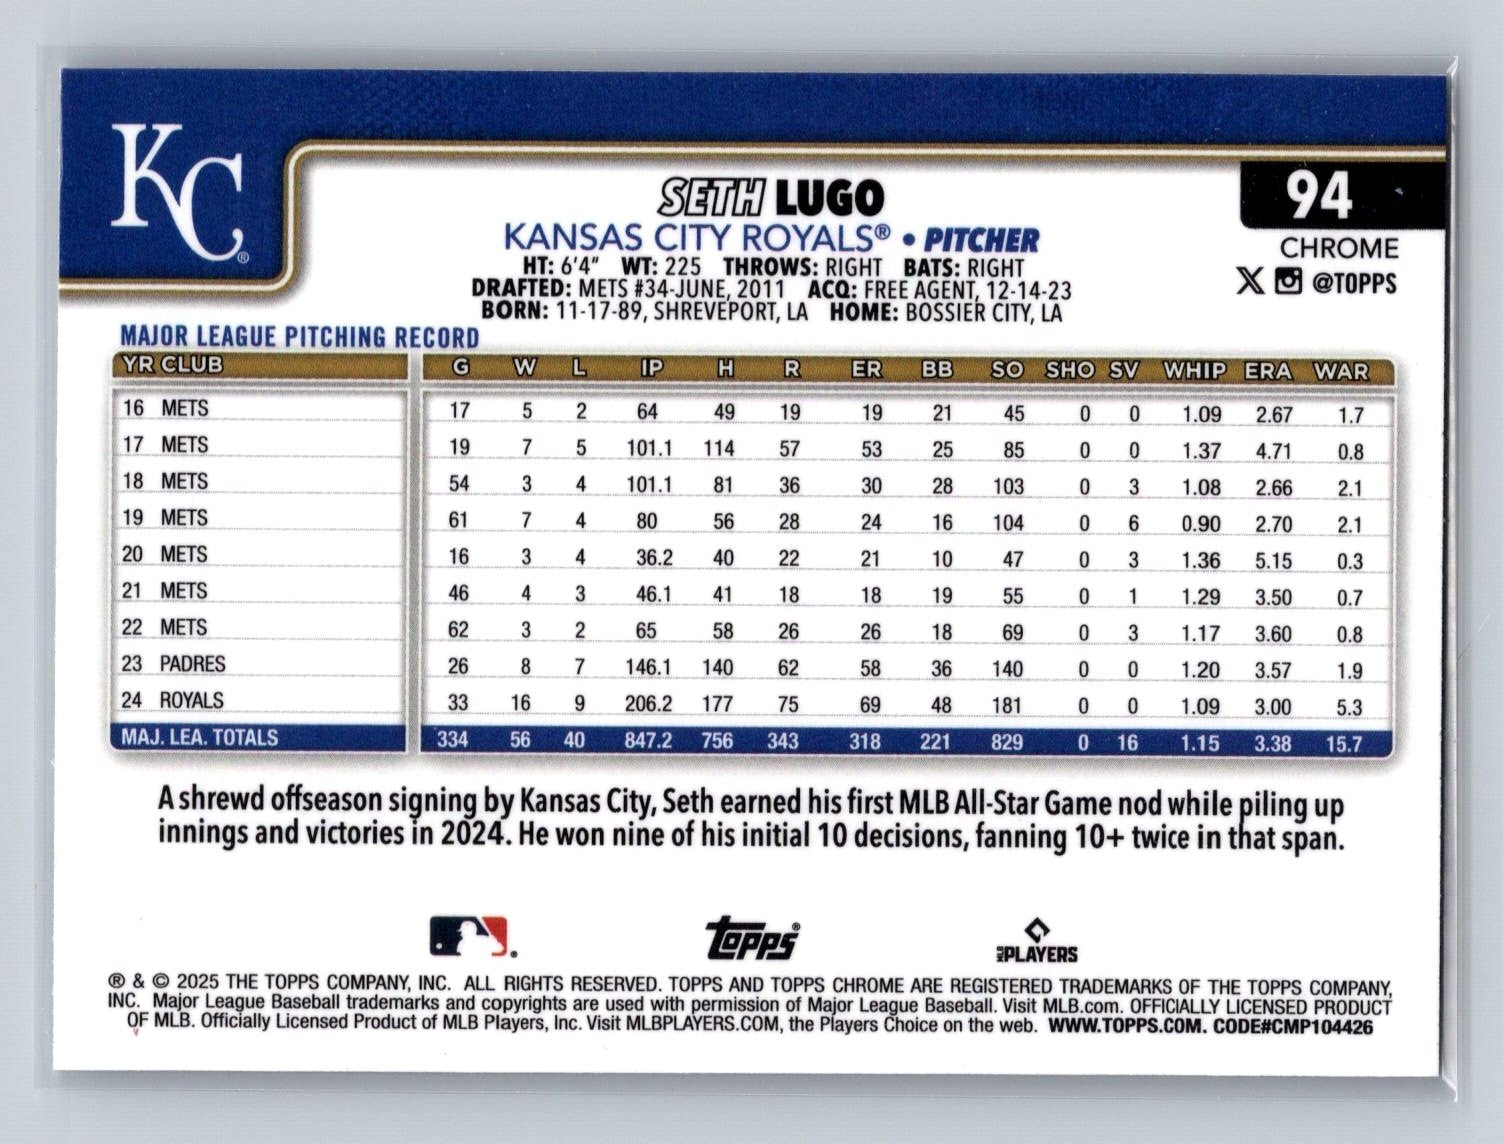 KC®
94
SETH LUGO
KANSAS CITY ROYALS® • PITCHER
CHROME
HT: 6'4" WT: 225 THROWS: RIGHT BATS: RIGHT
@TOPPS
DRAFTED: METS #34-JUNE, 2011 ACQ: FREE AGENT, 12-14-23
BORN: 11-17-89, SHREVEPORT, LA HOME: BOSSIER CITY, LA
MAJOR LEAGUE PITCHING RECORD
YR CLUB G W L IP H R ER BB SO SHO SV WHIP ERA WAR
16 METS 17 5 2 64 49 19 19 21 45 0 0 1.09 2.67 1.7
17 METS 19 7 5 101.1 114 57 53 25 85 0 0 1.37 4.71 0.8
18 METS 54 3 4 101.1 81 36 30 28 103 0 3 1.08 2.66 2.1
19 METS 61 7 4 80 56 28 24 16 104 0 6 0.90 2.70 2.1
20 METS 16 3 4 36.2 40 22 21 10 47 0 3 1.36 5.15 0.3
21 METS 46 4 3 46.1 41 18 18 19 55 0 1 1.29 3.50 0.7
22 METS 62 3 2 65 58 26 26 18 69 0 3 1.17 3.60 0.8
23 PADRES 26 8 7 146.1 140 62 58 36 140 0 0 1.20 3.57 1.9
24 ROYALS 33 16 9 206.2 177 75 69 48 181 0 0 1.09 3.00 5.3
MAJ. LEA. TOTALS 334 56 40 847.2 756 343 318 221 829 0 16 1.15 3.38 15.7
A shrewd offseason signing by Kansas City, Seth earned his first MLB All-Star Game nod while piling up
innings and victories in 2024. He won nine of his initial 10 decisions, fanning 10+ twice in that span.
Topps®
MLB PLAYERS
® & © 2025 THE TOPPS COMPANY, INC. ALL RIGHTS RESERVED. TOPPS AND TOPPS CHROME ARE REGISTERED TRADEMARKS OF THE TOPPS COMPANY,
INC. Major League Baseball trademarks and copyrights are used with permission of Major League Baseball. Visit MLB.com. OFFICIALLY LICENSED PRODUCT
OF MLB. Officially Licensed Product of MLB Players, Inc. Visit MLBPLAYERS.COM, the Players Choice on the web. WWW.TOPPS.COM. CODE#CMP104426